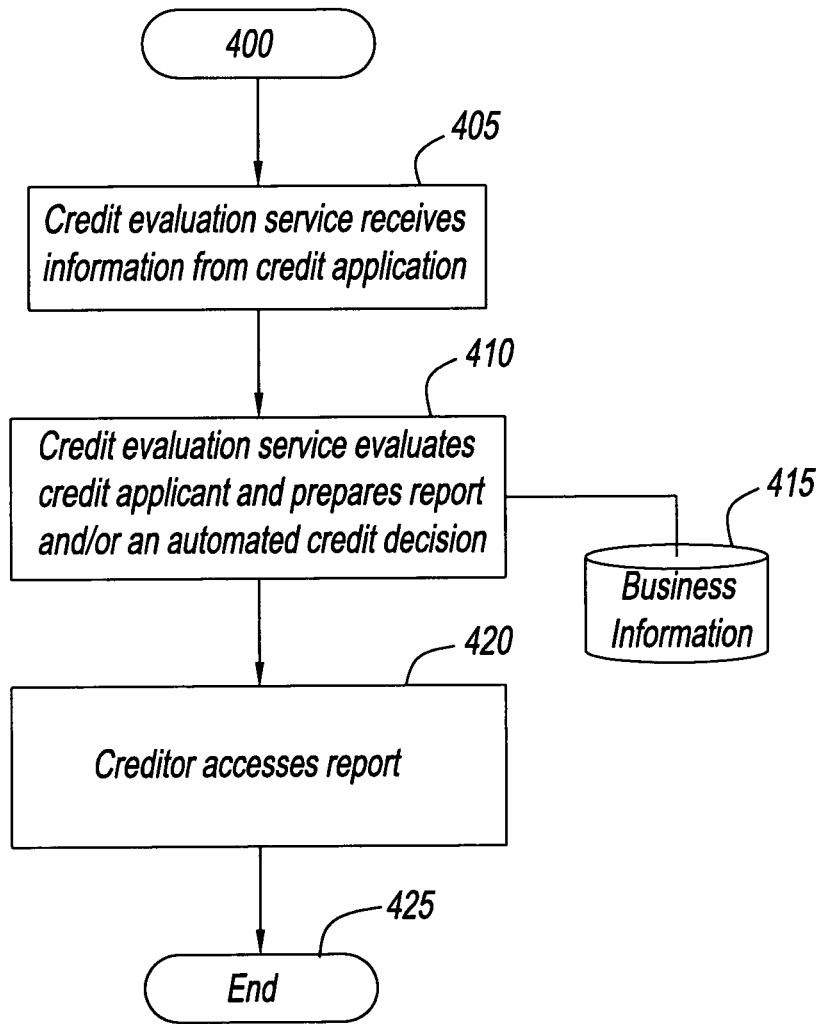 400
405
Credit evaluation service receives
information from credit application
410
Credit evaluation service evaluates
credit applicant and prepares report
and/or an automated credit decision
415
Business
Information
420
Creditor accesses report
425
End